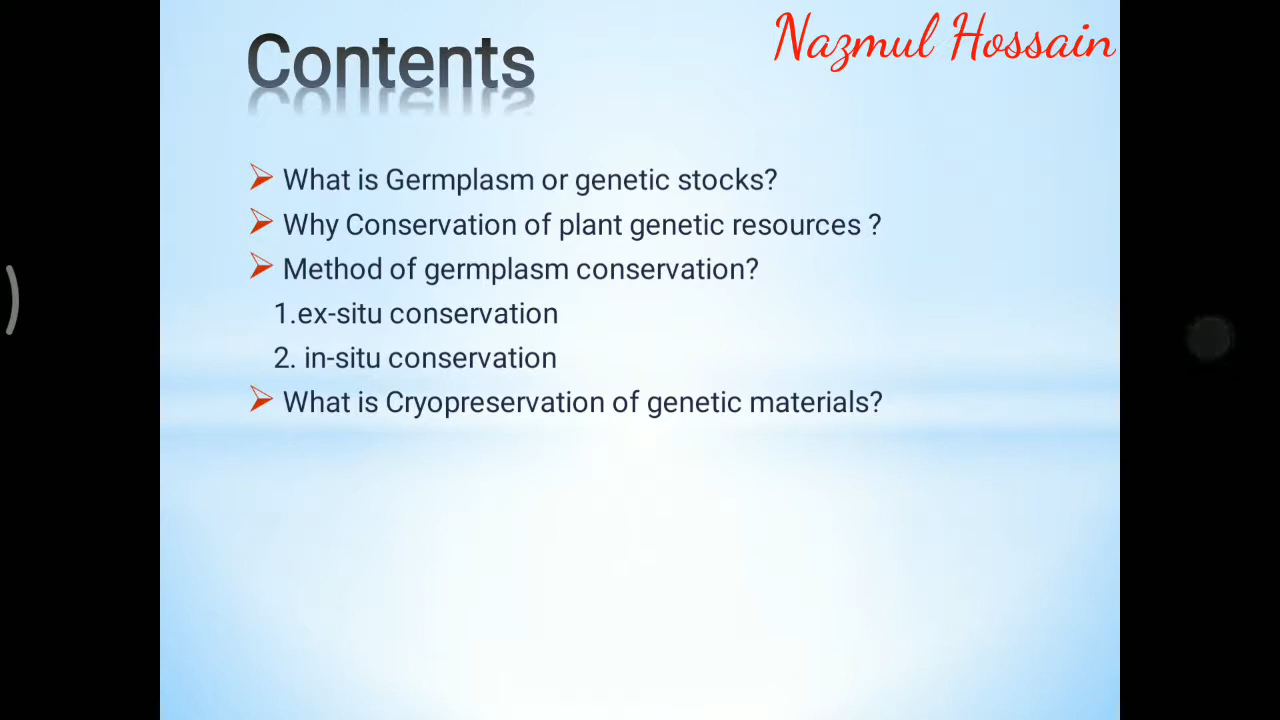 Contents
Nazmul Hossain
What is Germplasm or genetic stocks?
Why Conservation of plant genetic resources ?
Method of germplasm conservation?
1.ex-situ conservation
2. in-situ conservation
What is Cryopreservation of genetic materials?